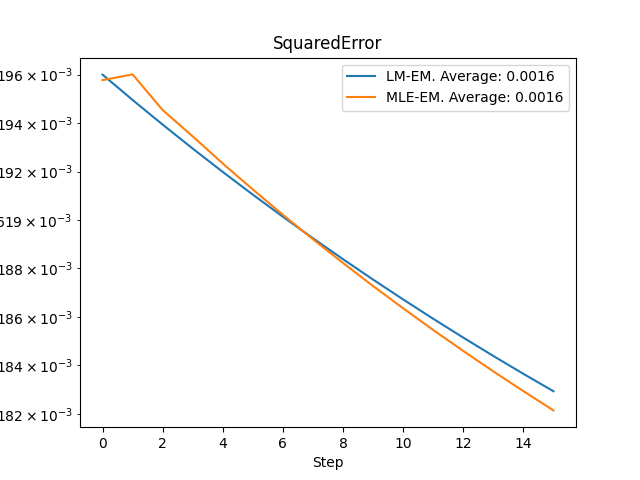 SquaredError
LM-EM. Average: 0.0016
MLE-EM. Average: 0.0016
196 × 10⁻³
194 × 10⁻³
192 × 10⁻³
619 × 10⁻³
188 × 10⁻³
186 × 10⁻³
184 × 10⁻³
182 × 10⁻³
0 2 4 6 8 10 12 14
Step